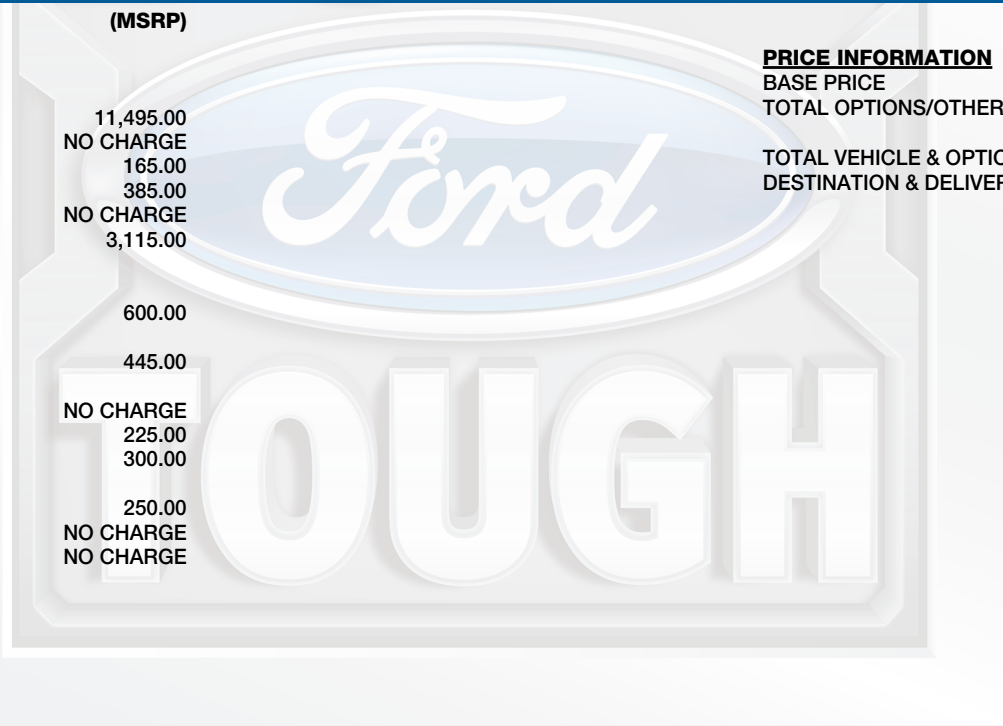 (MSRP)
11,495.00
NO CHARGE
165.00
385.00
NO CHARGE
3,115.00
600.00
445.00
NO CHARGE
225.00
300.00
250.00
NO CHARGE
NO CHARGE
PRICE INFORMATION
BASE PRICE
TOTAL OPTIONS/OTHER
TOTAL VEHICLE & OPTIO
DESTINATION & DELIVER
Ford
TOUGH